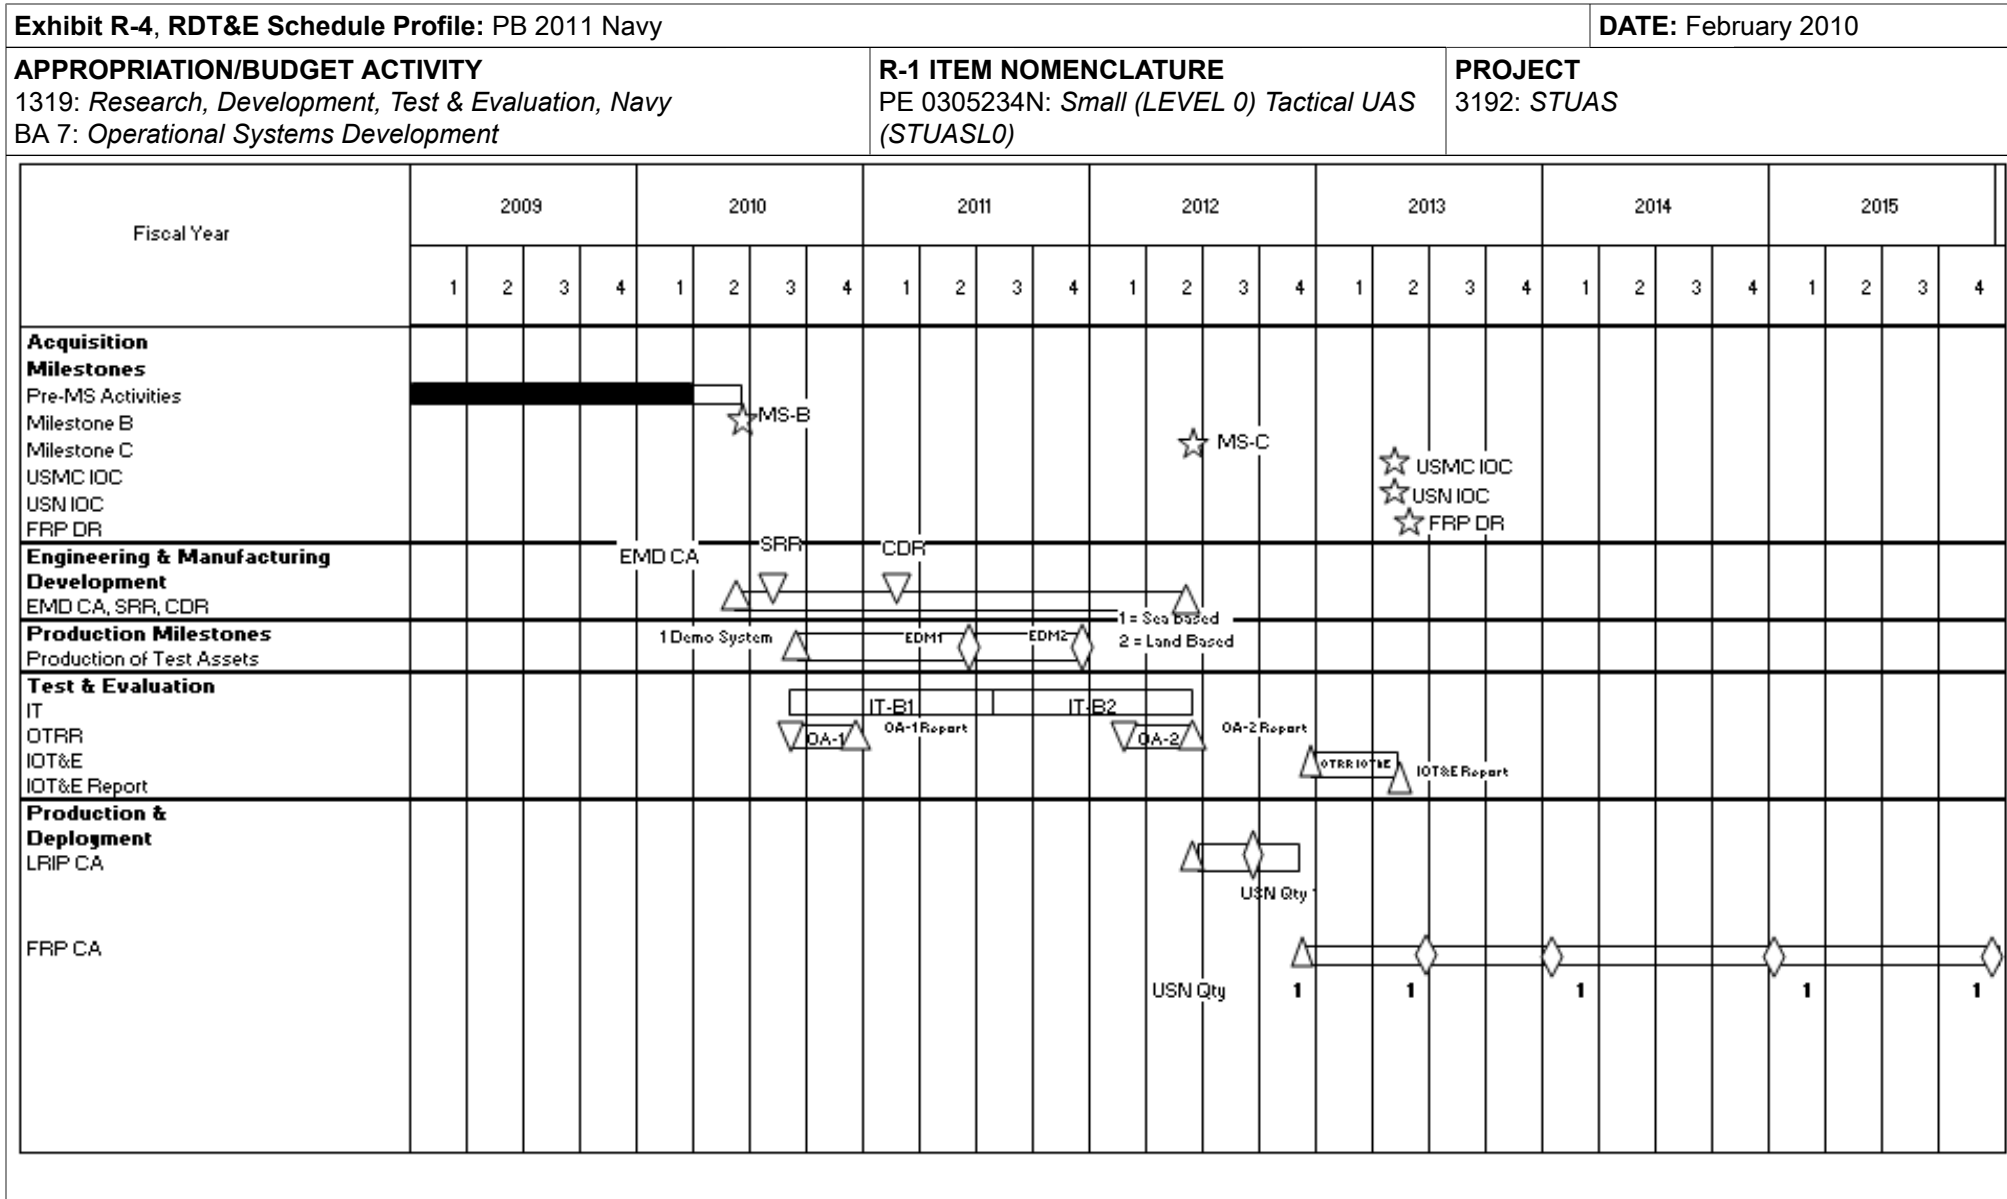 Exhibit R-4, RDT&E Schedule Profile: PB 2011 Navy
DATE: February 2010
APPROPRIATION/BUDGET ACTIVITY
1319: Research, Development, Test & Evaluation, Navy
BA 7: Operational Systems Development
R-1 ITEM NOMENCLATURE
PE 0305234N: Small (LEVEL 0) Tactical UAS
(STUASL0)
PROJECT
3192: STUAS
Fiscal Year
2009 2010 2011 2012 2013 2014 2015
1 2 3 4 1 2 3 4 1 2 3 4 1 2 3 4 1 2 3 4 1 2 3 4 1 2 3 4
Acquisition
Milestones
Pre-MS Activities
Milestone B
MS-B
Milestone C
MS-C
USMC IOC
USMC IOC
USN IOC
USN IOC
FRP DR
FRP DR
Engineering & Manufacturing
Development
EMD CA, SRR, CDR
EMD CA
SRR
CDR
Production Milestones
Production of Test Assets
1 Demo System
EDM1
EDM2
1 = Sea based
2 = Land Based
Test & Evaluation
IT
IT-B1
IT-B2
OTRR
OA-1
OA-1 Report
OA-2
OA-2 Report
IOT&E
OTRR IOT&E
IOT&E Report
IOT&E Report
Production &
Deployment
LRIP CA
USN Qty 1
FRP CA
USN Qty 1 1 1 1 1